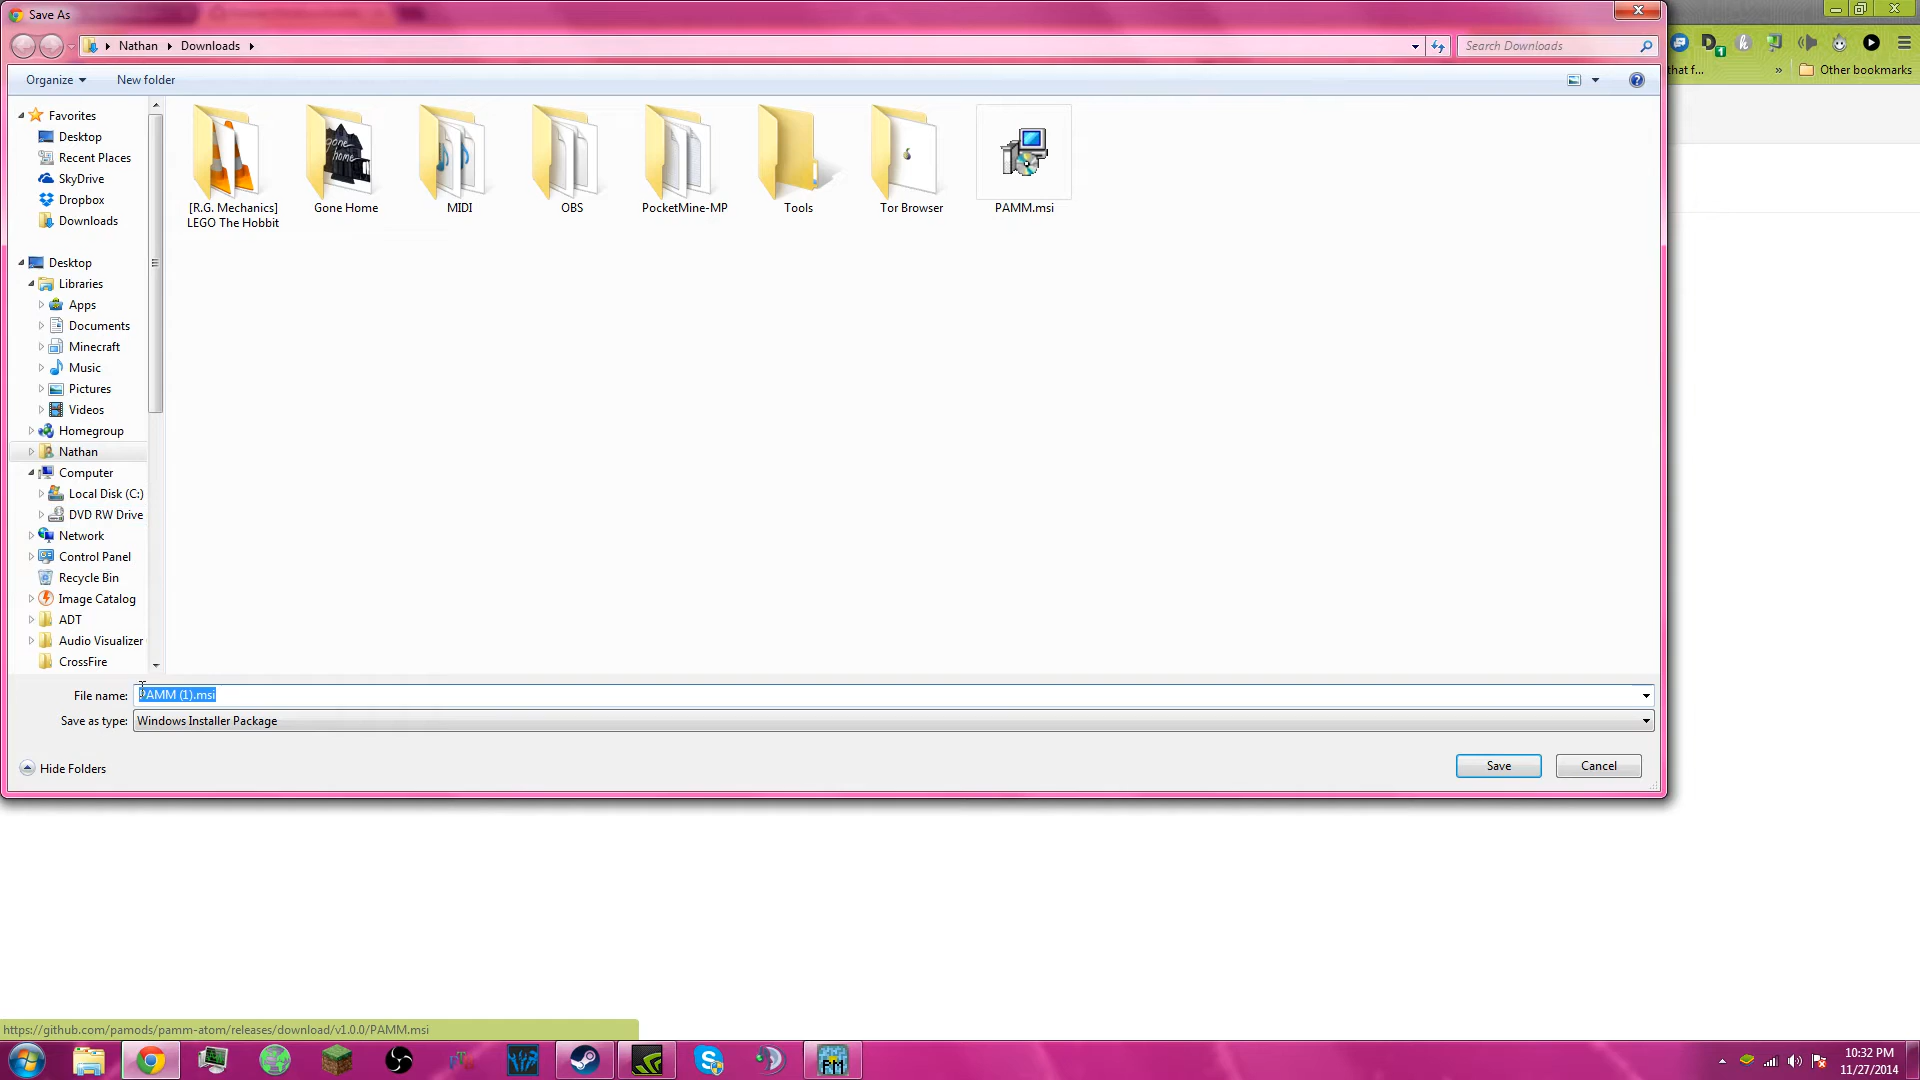 Save As
Nathan
Downloads
Search Downloads
that f...
»
Other bookmarks
Organize
New folder
Favorites
Desktop
Recent Places
SkyDrive
Dropbox
Downloads
Desktop
Libraries
Apps
Documents
Minecraft
Music
Pictures
Videos
Homegroup
Nathan
Computer
Local Disk (C:)
DVD RW Drive
Network
Control Panel
Recycle Bin
Image Catalog
ADT
Audio Visualizer
CrossFire
[R.G. Mechanics]
LEGO The Hobbit
gone
home
Gone Home
MIDI
OBS
PocketMine-MP
Tools
Tor Browser
PAMM.msi
File name:
PAMM (1).msi
Save as type:
Windows Installer Package
Hide Folders
Save
Cancel
https://github.com/pamods/pamm-atom/releases/download/v1.0.0/PAMM.msi
10:32 PM
11/27/2014